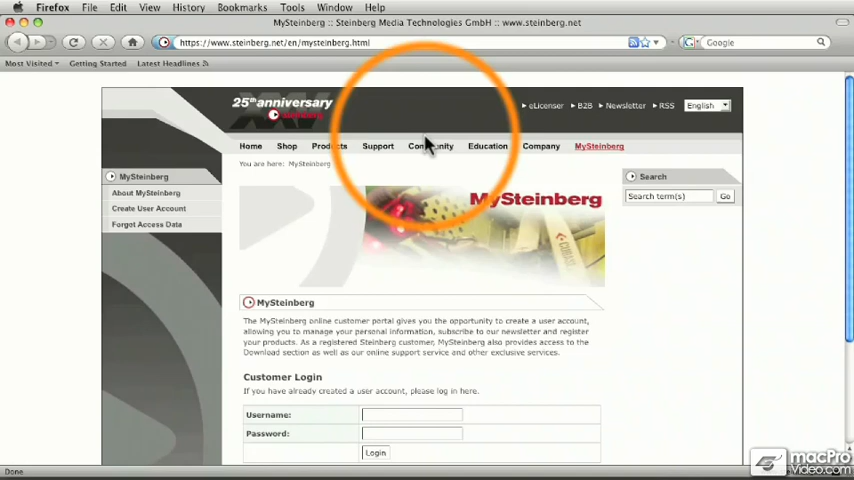 Firefox File Edit View History Bookmarks Tools Window Help
MySteinberg :: Steinberg Media Technologies GmbH :: www.steinberg.net
https://www.steinberg.net/en/mysteinberg.html
Google
Most Visited Getting Started Latest Headlines
25th anniversary
steinberg
eLicenser B2B Newsletter RSS English
Home Shop Products Support Community Education Company MySteinberg
You are here: MySteinberg
MySteinberg
About MySteinberg
Create User Account
Forgot Access Data
Search
Search term(s) Go
MySteinberg
CUBASE
MySteinberg
The MySteinberg online customer portal gives you the opportunity to create a user account,
allowing you to manage your personal information, subscribe to our newsletter and register
your products. As a registered Steinberg customer, MySteinberg also provides access to the
Download section as well as our online support service and other exclusive services.
Customer Login
If you have already created a user account, please log in here.
Username:
Password:
Login
Done
macPro
Video.com